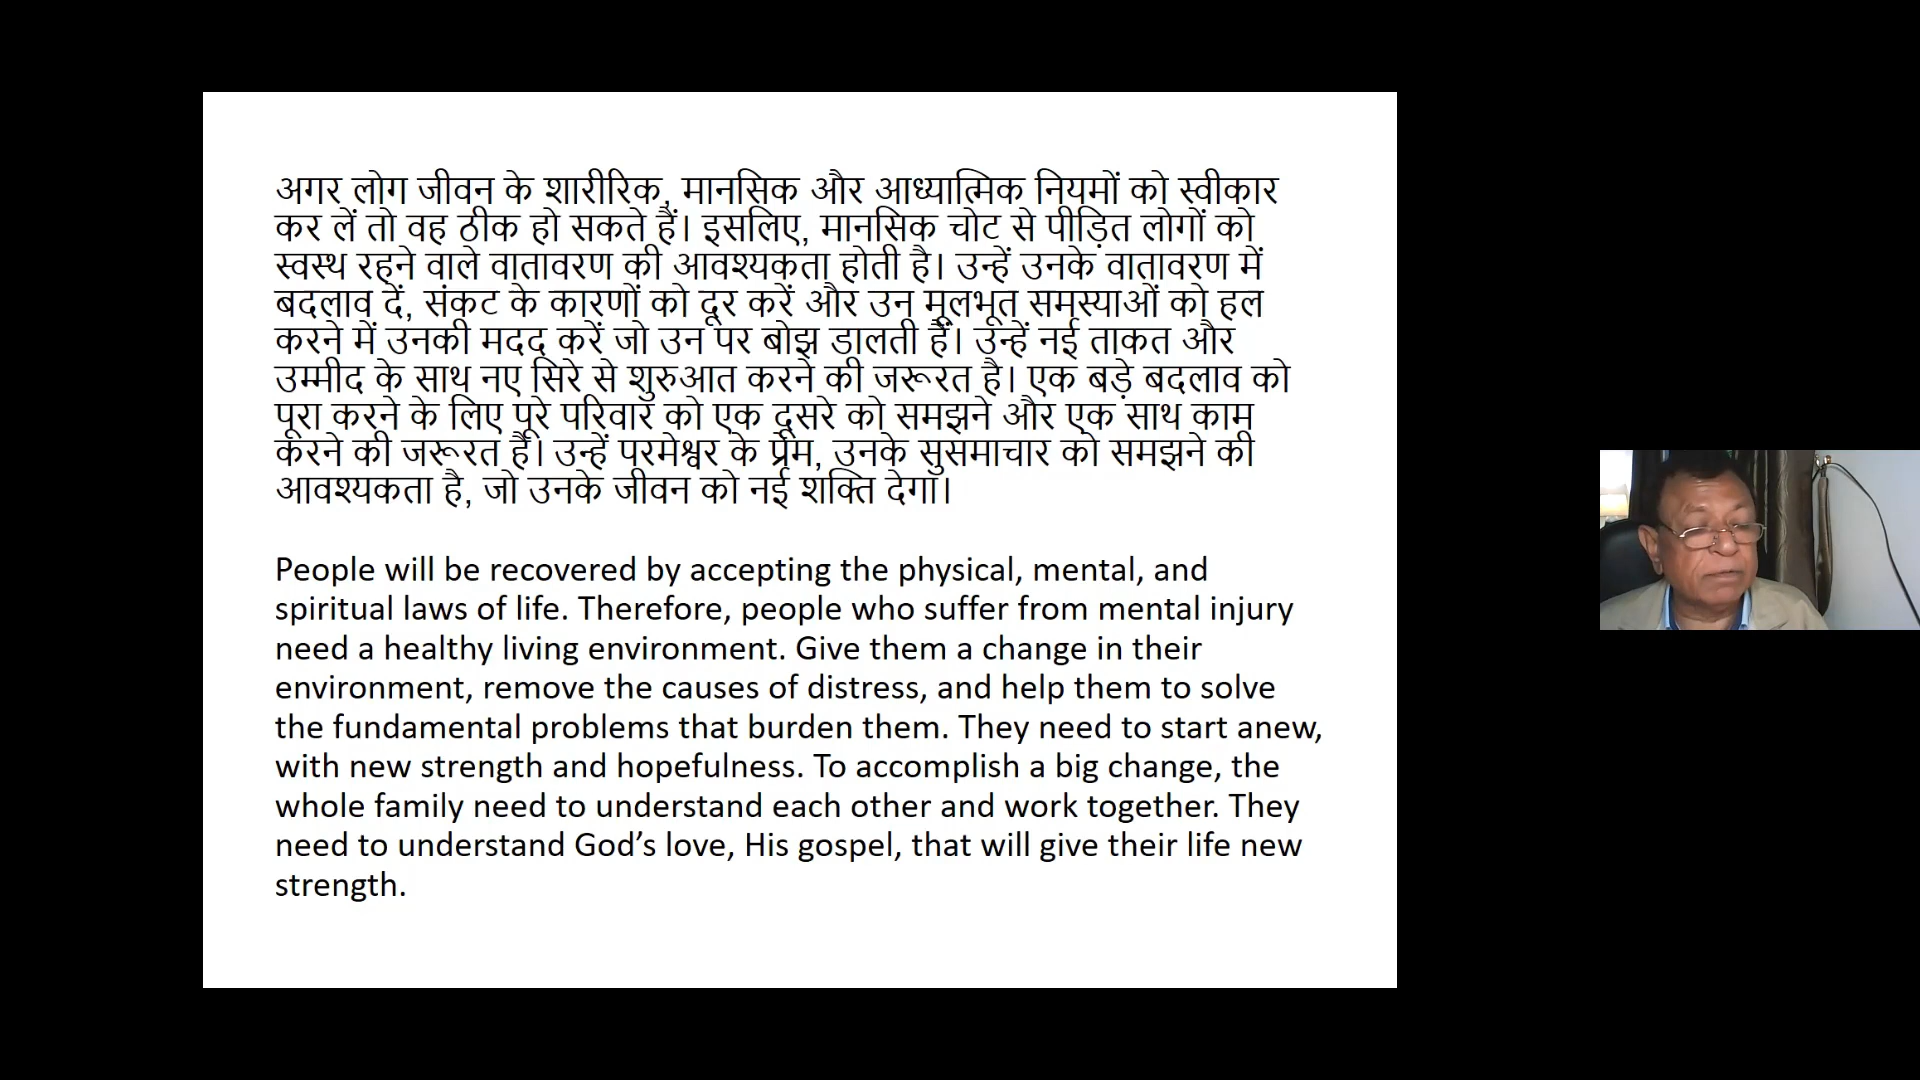 अगर लोग जीवन के शारीरिक, मानसिक और आध्यात्मिक नियमों को स्वीकार
कर लें तो वह ठीक हो सकते हैं। इसलिए, मानसिक चोट से पीड़ित लोगों को
स्वस्थ रहने वाले वातावरण की आवश्यकता होती है। उन्हें उनके वातावरण में
बदलाव दें, संकट के कारणों को दूर करें और उन मूलभूत समस्याओं को हल
करने में उनकी मदद करें जो उन पर बोझ डालती हैं। उन्हें नई ताकत और
उम्मीद के साथ नए सिरे से शुरुआत करने की जरूरत है। एक बड़े बदलाव को
पूरा करने के लिए पूरे परिवार को एक दूसरे को समझने और एक साथ काम
करने की जरूरत है। उन्हें परमेश्वर के प्रेम, उनके सुसमाचार को समझने की
आवश्यकता है, जो उनके जीवन को नई शक्ति देगा।
People will be recovered by accepting the physical, mental, and
spiritual laws of life. Therefore, people who suffer from mental injury
need a healthy living environment. Give them a change in their
environment, remove the causes of distress, and help them to solve
the fundamental problems that burden them. They need to start anew,
with new strength and hopefulness. To accomplish a big change, the
whole family need to understand each other and work together. They
need to understand God’s love, His gospel, that will give their life new
strength.